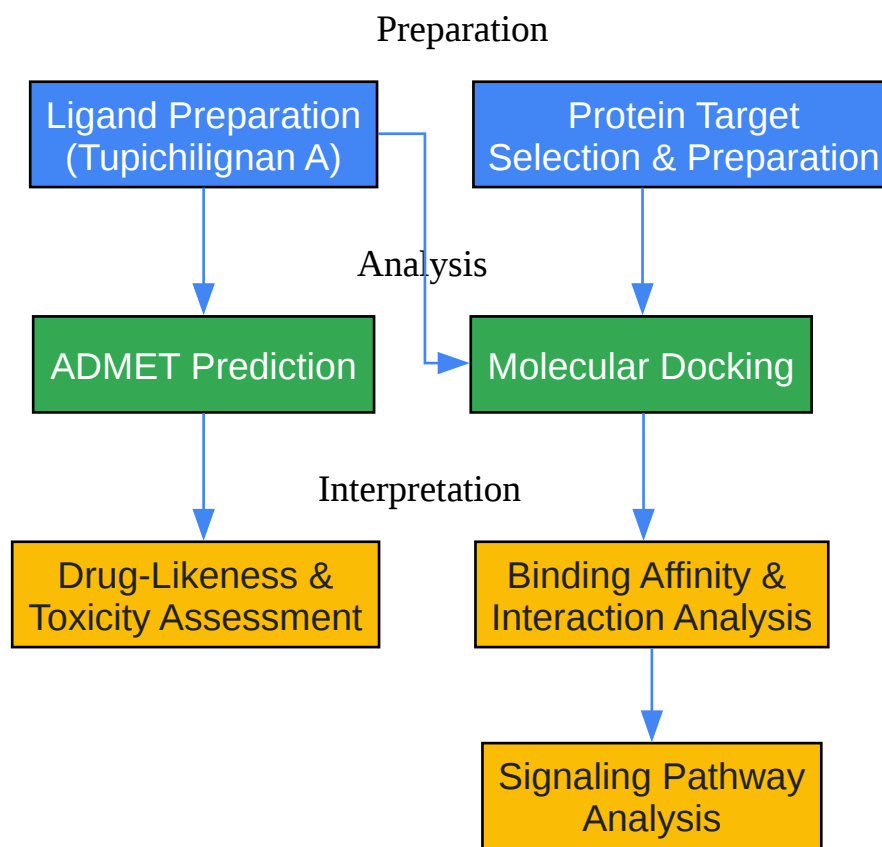 Preparation
Ligand Preparation
(Tupichilignan A)
Protein Target
Selection & Preparation
Analysis
ADMET Prediction
Molecular Docking
Interpretation
Drug-Likeness &
Toxicity Assessment
Binding Affinity &
Interaction Analysis
Signaling Pathway
Analysis